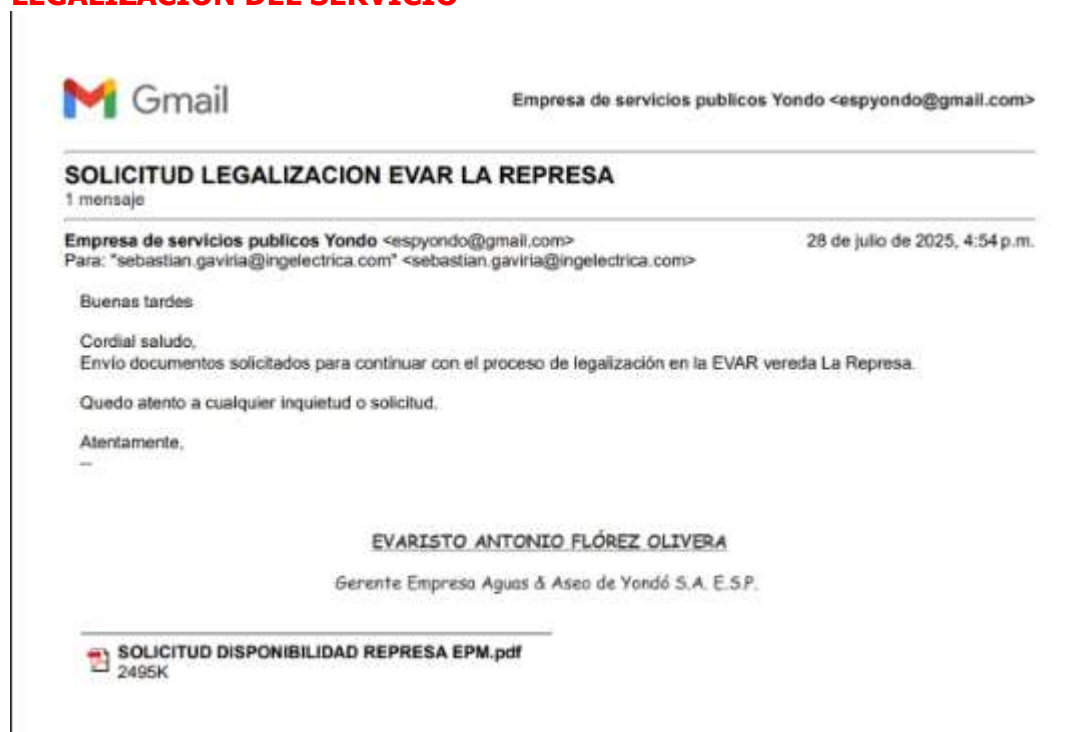 LEGALIZACION DEL SERVICIO
Gmail
Empresa de servicios publicos Yondo <espyondo@gmail.com>
SOLICITUD LEGALIZACION EVAR LA REPRESA
1 mensaje
Empresa de servicios publicos Yondo <espyondo@gmail.com> 28 de julio de 2025, 4:54 p.m.
Para: "sebastian.gaviria@ingelectrica.com" <sebastian.gaviria@ingelectrica.com>
Buenas tardes
Cordial saludo,
Envío documentos solicitados para continuar con el proceso de legalización en la EVAR vereda La Represa.
Quedo atento a cualquier inquietud o solicitud,
Atentamente,
--
EVARISTO ANTONIO FLÓREZ OLIVERA
Gerente Empresa Aguas & Aseo de Yondó S.A. E.S.P.
SOLICITUD DISPONIBILIDAD REPRESA EPM.pdf
2495K